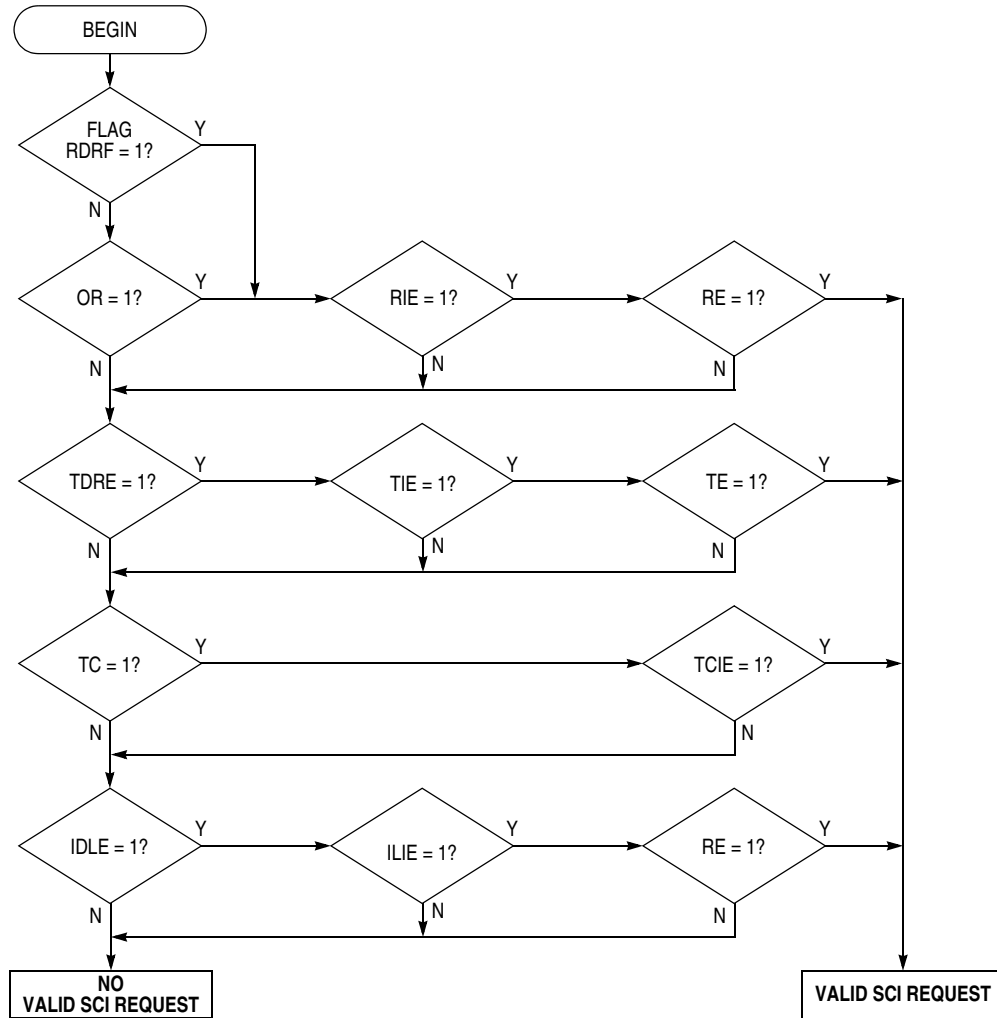 BEGIN
FLAG
RDRF = 1?
Y
N
OR = 1?
Y
RIE = 1?
Y
RE = 1?
Y
N
N
N
TDRE = 1?
Y
TIE = 1?
Y
TE = 1?
Y
N
N
N
TC = 1?
Y
TCIE = 1?
Y
N
N
IDLE = 1?
Y
ILIE = 1?
Y
RE = 1?
Y
N
N
N
NO
VALID SCI REQUEST
VALID SCI REQUEST